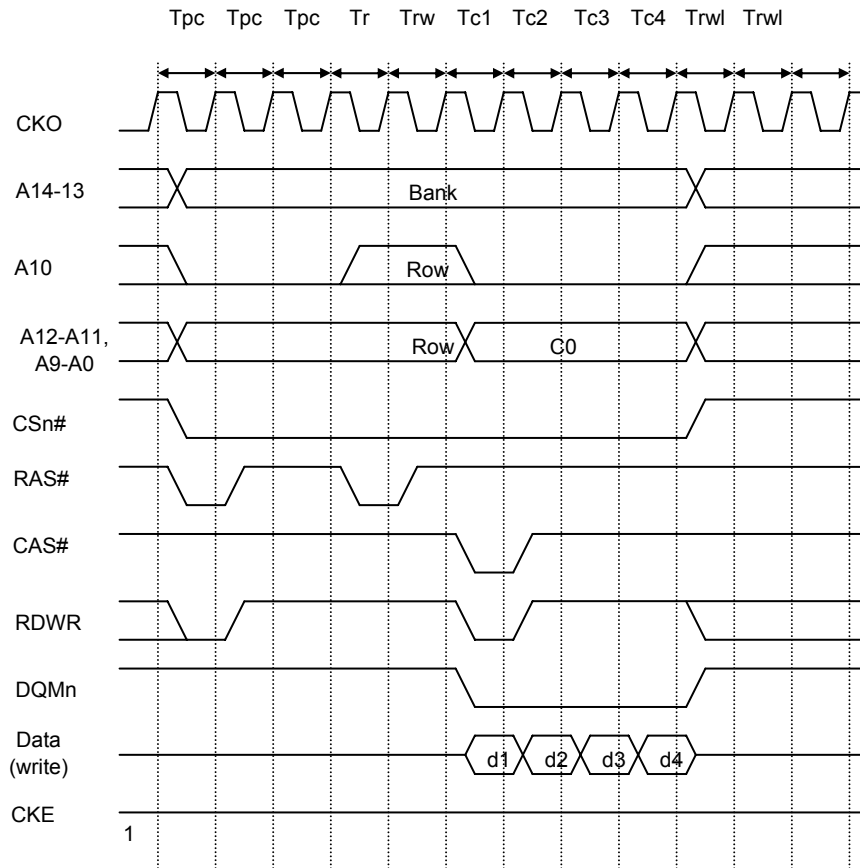 Tpc Tpc Tpc Tr Trw Tc1 Tc2 Tc3 Tc4 Trwl Trwl
CKO
A14-13
Bank
A10
Row
A12-A11,
A9-A0
Row
C0
CSn#
RAS#
CAS#
RDWR
DQMn
Data
(write)
d1 d2 d3 d4
CKE
1